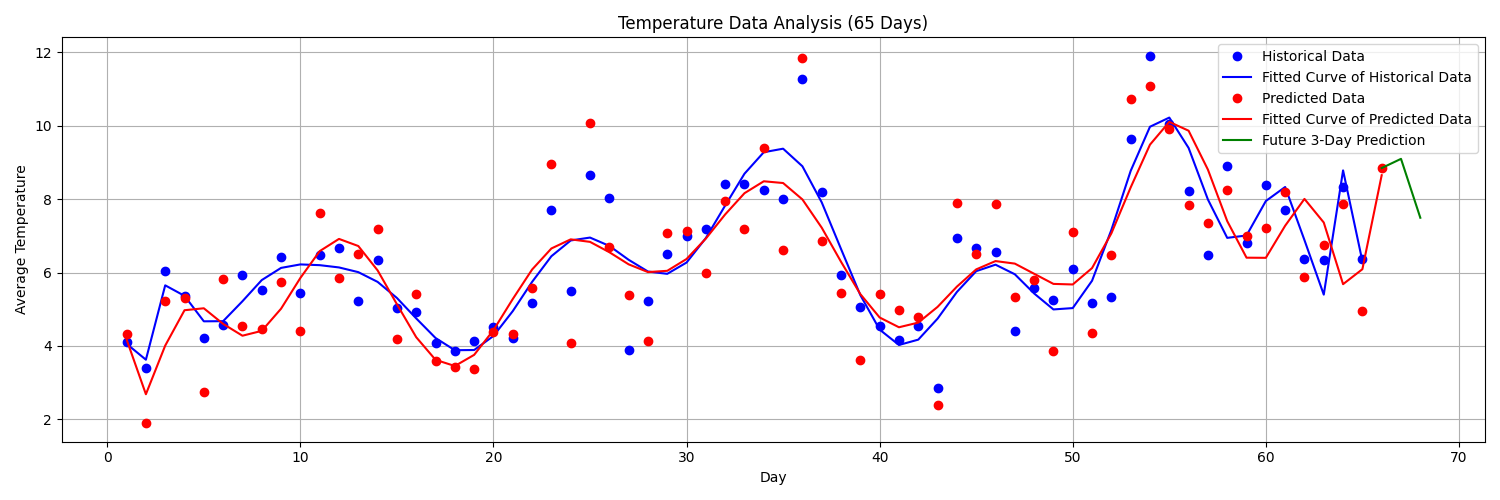 Temperature Data Analysis (65 Days)
12
10
8
6
4
2
Average Temperature
0
10
20
30
40
50
60
70
Day
Historical Data
Fitted Curve of Historical Data
Predicted Data
Fitted Curve of Predicted Data
Future 3-Day Prediction